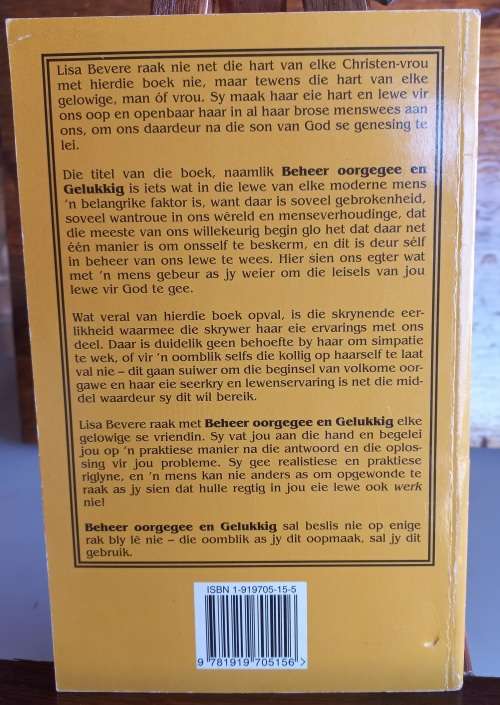 Lisa Bevere raak nie net die hart van elke Christen-vrou
met hierdie boek nie, maar tewens die hart van elke
gelowige, man óf vrou. Sy maak haar eie hart en lewe vir
ons oop en openbaar haar in al haar brose menswees aan
ons, om ons daardeur na die son van God se genesing te
lei.
Die titel van die boek, naamlik Beheer oorgegee en
Gelukkig is iets wat in die lewe van elke moderne mens
'n belangrike faktor is, want daar is soveel gebrokenheid,
soveel wantroue in ons wêreld en menseverhoudinge, dat
die meeste van ons willekeurig begin glo het dat daar net
één manier is om onsself te beskerm, en dit is deur sélf
in beheer van ons lewe te wees. Hier sien ons egter wat
met 'n mens gebeur as jy weier om die leisels van jou
lewe vir God te gee.
Wat veral van hierdie boek opval, is die skrynende eer-
likheid waarmee die skrywer haar eie ervarings met ons
deel. Daar is duidelik geen behoefte by haar om simpatie
te wek, of vir 'n oomblik selfs die kollig op haarself te laat
val nie – dit gaan suiwer om die beginsel van volkome oor-
gawe en haar eie seerkry en lewenservaring is net die mid-
del waardeur sy dit wil bereik.
Lisa Bevere raak met Beheer oorgegee en Gelukkig elke
gelowige se vriendin. Sy vat jou aan die hand en begelei
jou op 'n praktiese manier na die antwoord en die oplos-
sing vir jou probleme. Sy gee realistiese en praktiese
riglyne, en 'n mens kan nie anders as om opgewonde te
raak as jy sien dat hulle regtig in jou eie lewe ook werk
nie!
Beheer oorgegee en Gelukkig sal beslis nie op enige
rak bly lê nie – die oomblik as jy dit oopmaak, sal jy dit
gebruik.
ISBN 1-919705-15-5
9 781919 705156 >